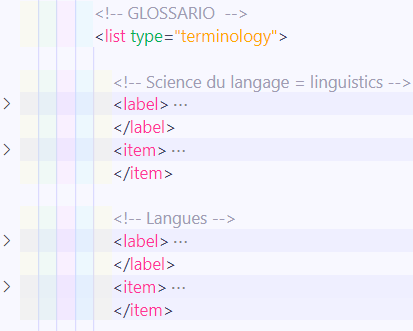 <!-- GLOSSARIO  -->
<list type="terminology">
<!-- Science du langage = linguistics -->
<label> ···
</label>
<item> ···
</item>
<!-- Langues -->
<label> ···
</label>
<item> ···
</item>